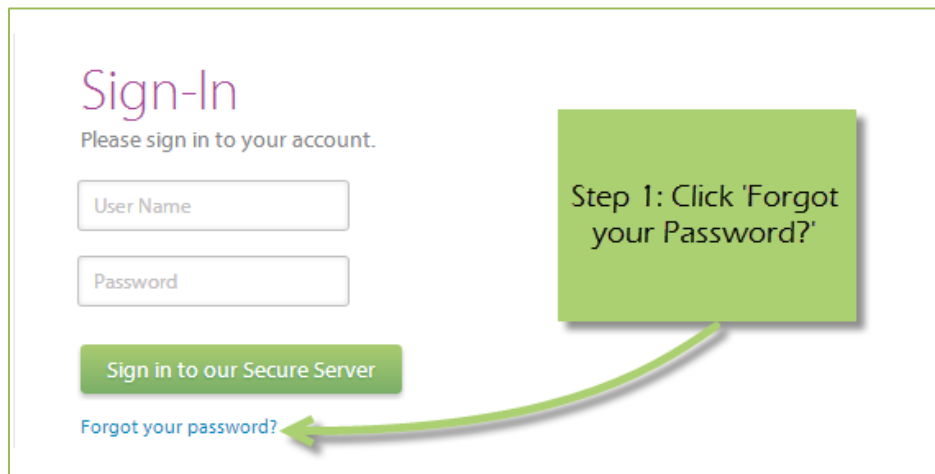 Sign-In
Please sign in to your account.
User Name
Password
Sign in to our Secure Server
Forgot your password?
Step 1: Click 'Forgot
your Password?'